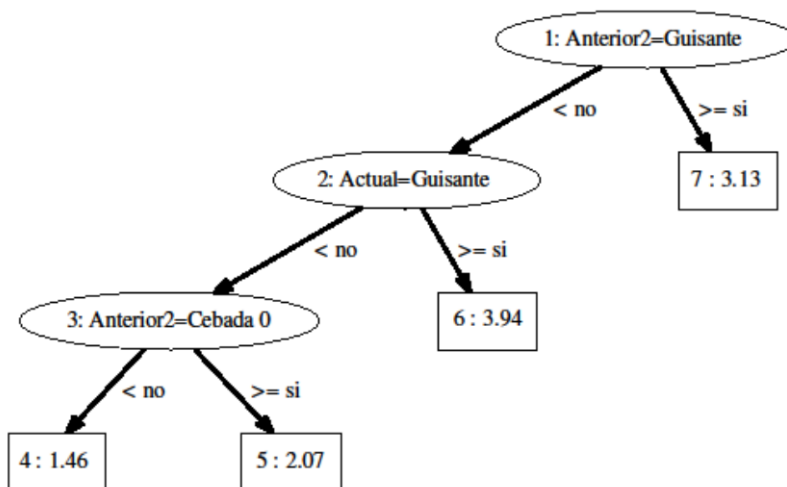 1: Anterior2=Guisante
< no
>= si
2: Actual=Guisante
7 : 3.13
< no
>= si
3: Anterior2=Cebada 0
6 : 3.94
< no
>= si
4 : 1.46
5 : 2.07